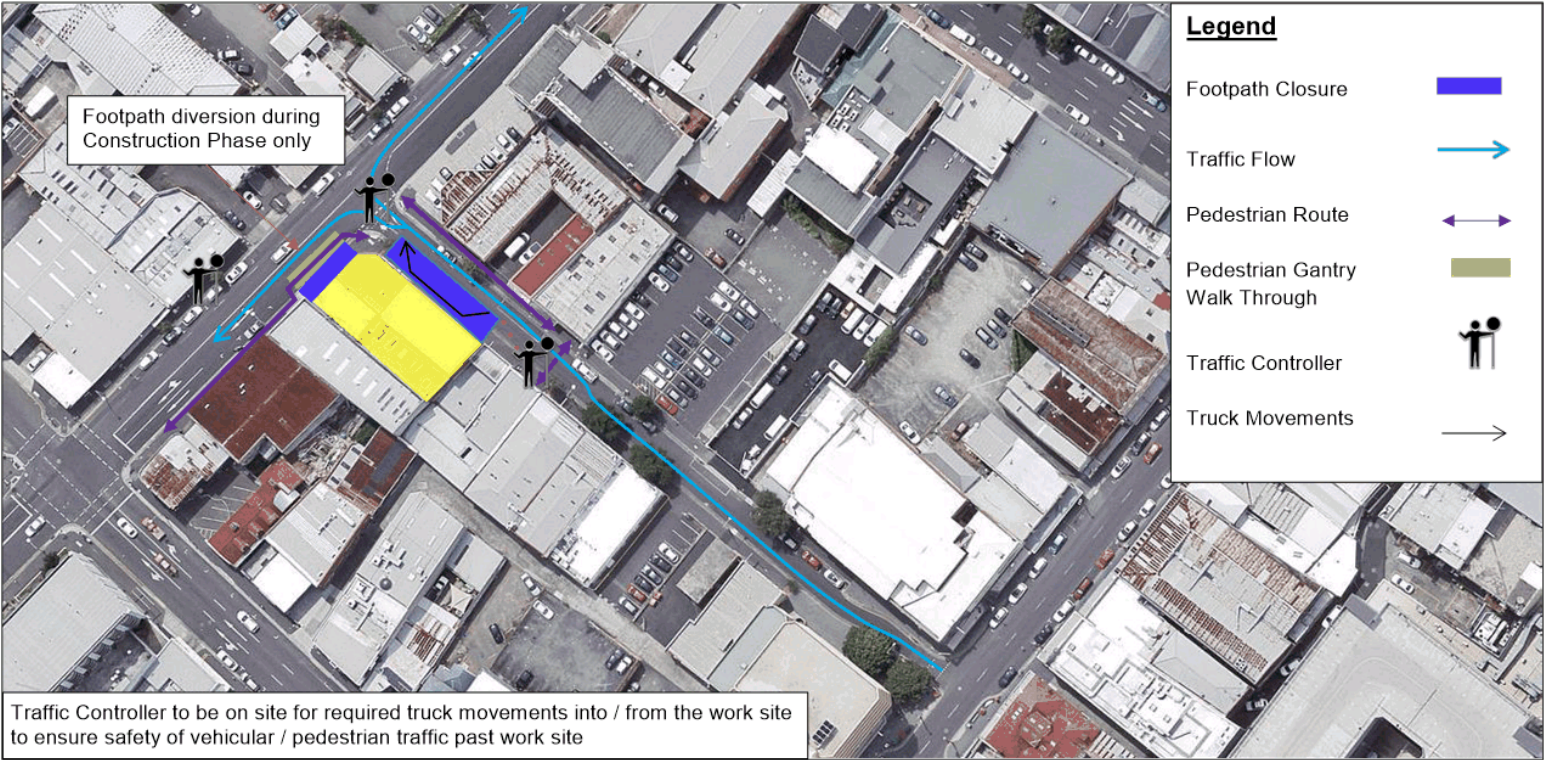 Footpath diversion during
Construction Phase only
Legend
Footpath Closure
Traffic Flow
Pedestrian Route
Pedestrian Gantry
Walk Through
Traffic Controller
Truck Movements
Traffic Controller to be on site for required truck movements into / from the work site
to ensure safety of vehicular / pedestrian traffic past work site